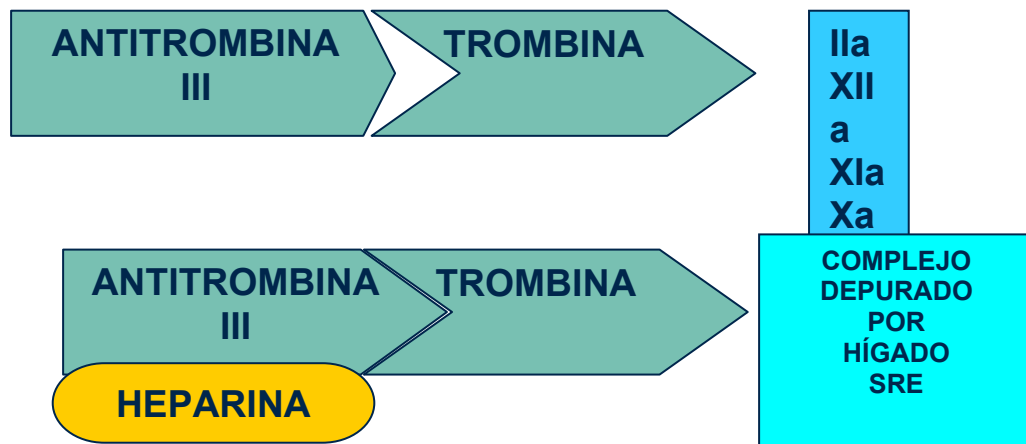 ANTITROMBINA
III
TROMBINA
IIa
XII
a
XIa
Xa
ANTITROMBINA
III
TROMBINA
HEPARINA
COMPLEJO
DEPURADO
POR
HÍGADO
SRE